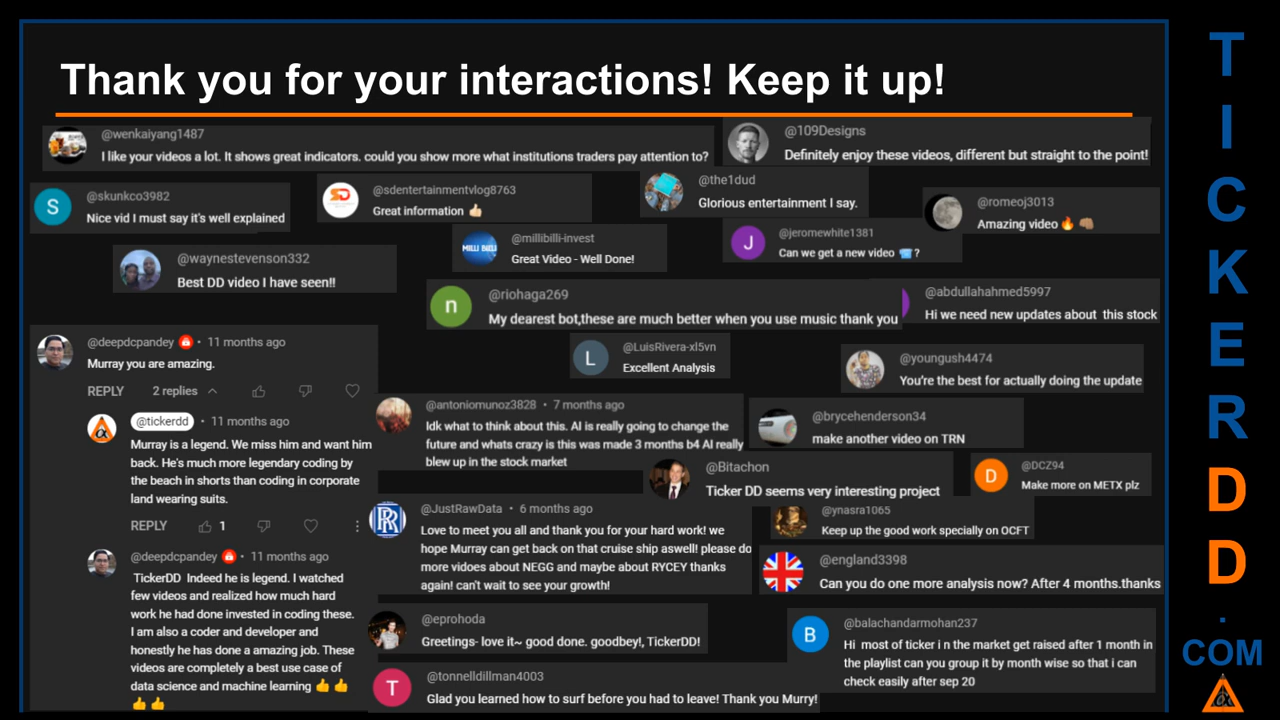 Thank you for your interactions! Keep it up!
@wenkaiyang1487
I like your videos a lot. It shows great indicators. could you show more what institutions traders pay attention to?
@109Designs
Definitely enjoy these videos, different but straight to the point!
@skunkco3982
Nice vid I must say it's well explained
@sdentertainmentvlog8763
Great information 👍🏻
@the1dud
Glorious entertainment I say.
@romeoj3013
Amazing video 🔥 👊🏽
@waynestevenson332
Best DD video I have seen!!
@millibilli-invest
Great Video - Well Done!
@jeromewhite1381
Can we get a new video ?
@riohaga269
My dearest bot,these are much better when you use music thank you
@abdullahahmed5997
Hi we need new updates about this stock
@LuisRivera-xl5vn
Excellent Analysis
@youngush4474
You're the best for actually doing the update
@deepdcpandey • 11 months ago
Murray you are amazing.
REPLY 2 replies
@tickerdd • 11 months ago
Murray is a legend. We miss him and want him
back. He's much more legendary coding by
the beach in shorts than coding in corporate
land wearing suits.
REPLY 1
@deepdcpandey • 11 months ago
TickerDD Indeed he is legend. I watched
few videos and realized how much hard
work he had done invested in coding these.
I am also a coder and developer and
honestly he has done a amazing job. These
videos are completely a best use case of
data science and machine learning 👍 👍
👍 👍
@antoniomunoz3828 • 7 months ago
Idk what to think about this. AI is really going to change the
future and whats crazy is this was made 3 months b4 AI really
blew up in the stock market
@brycehenderson34
make another video on TRN
@Bitachon
Ticker DD seems very interesting project
@DCZ94
Make more on METX plz
@JustRawData • 6 months ago
Love to meet you all and thank you for your hard work! we
hope Murray can get back on that cruise ship aswell! please do
more vidoes about NEGG and maybe about RYCEY thanks
again! can't wait to see your growth!
@ynasra1065
Keep up the good work specially on OCFT
@england3398
Can you do one more analysis now? After 4 months.thanks
@eprohoda
Greetings- love it~ good done. goodbey!, TickerDD!
@balachandarmohan237
Hi most of ticker i n the market get raised after 1 month in
the playlist can you group it by month wise so that i can
check easily after sep 20
@tonnelldillman4003
Glad you learned how to surf before you had to leave! Thank you Murry!
S
MILLI BILLI
J
n
L
D
B
T
T
I
C
K
E
R
D
D
.
COM